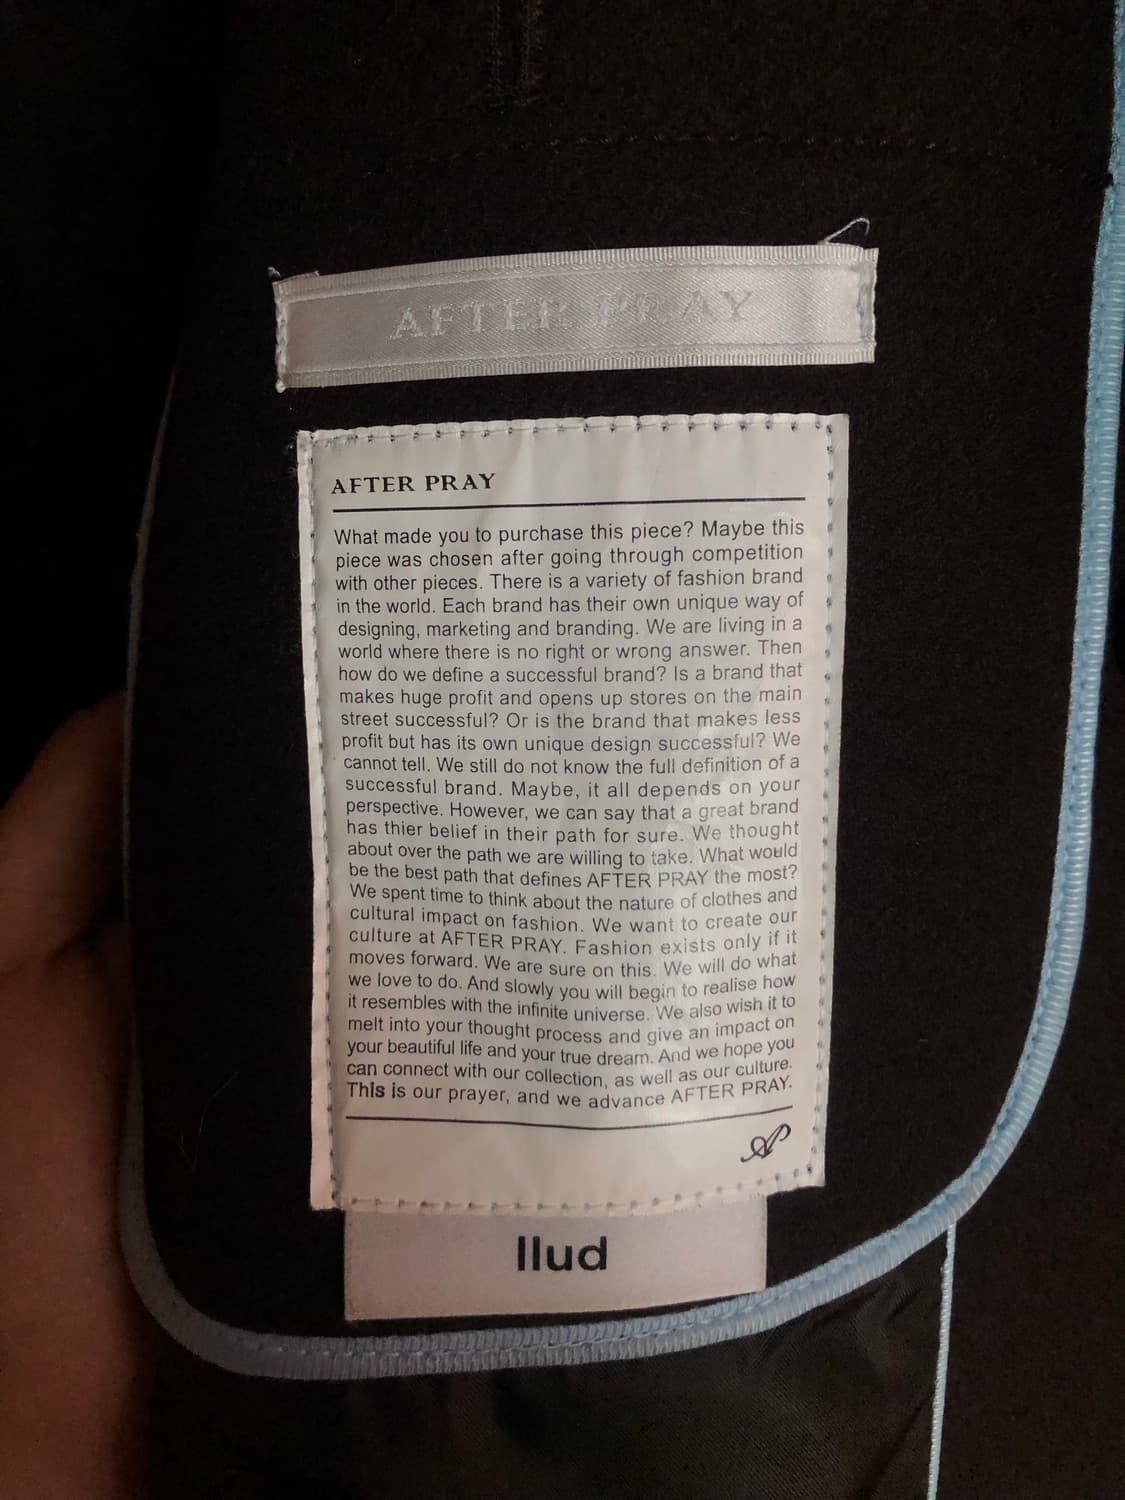 AFTER PRAY
AFTER PRAY
What made you to purchase this piece? Maybe this
piece was chosen after going through competition
with other pieces. There is a variety of fashion brand
in the world. Each brand has their own unique way of
designing, marketing and branding. We are living in a
world where there is no right or wrong answer. Then
how do we define a successful brand? Is a brand that
makes huge profit and opens up stores on the main
street successful? Or is the brand that makes less
profit but has its own unique design successful? We
cannot tell. We still do not know the full definition of a
successful brand. Maybe, it all depends on your
perspective. However, we can say that a great brand
has thier belief in their path for sure. We thought
about over the path we are willing to take. What would
be the best path that defines AFTER PRAY the most?
We spent time to think about the nature of clothes and
cultural impact on fashion. We want to create our
culture at AFTER PRAY. Fashion exists only if it
moves forward. We are sure on this. We will do what
we love to do. And slowly you will begin to realise how
it resembles with the infinite universe. We also wish it to
melt into your thought process and give an impact on
your beautiful life and your true dream. And we hope you
can connect with our collection, as well as our culture.
This is our prayer, and we advance AFTER PRAY.
AP
llud